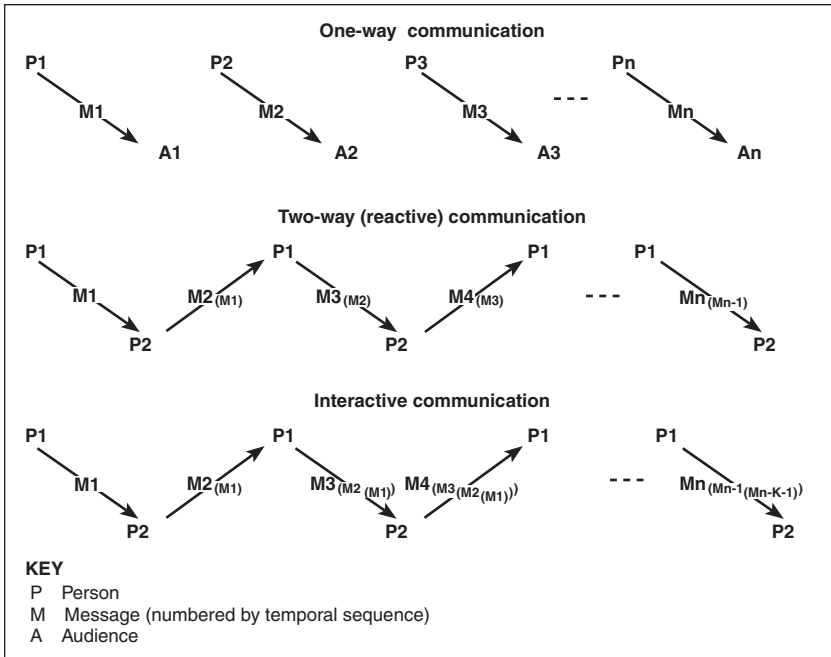 One-way communication
P1 P2 P3 Pn
M1 M2 M3 --- Mn
A1 A2 A3 An
Two-way (reactive) communication
P1 P1 P1 P1
M1 M2(M1) M3(M2) M4(M3) --- Mn(Mn-1)
P2 P2 P2
Interactive communication
P1 P1 P1 P1
M1 M2(M1) M3(M2(M1)) M4(M3(M2(M1))) --- Mn(Mn-1(Mn-K-1))
P2 P2 P2
KEY
P Person
M Message (numbered by temporal sequence)
A Audience